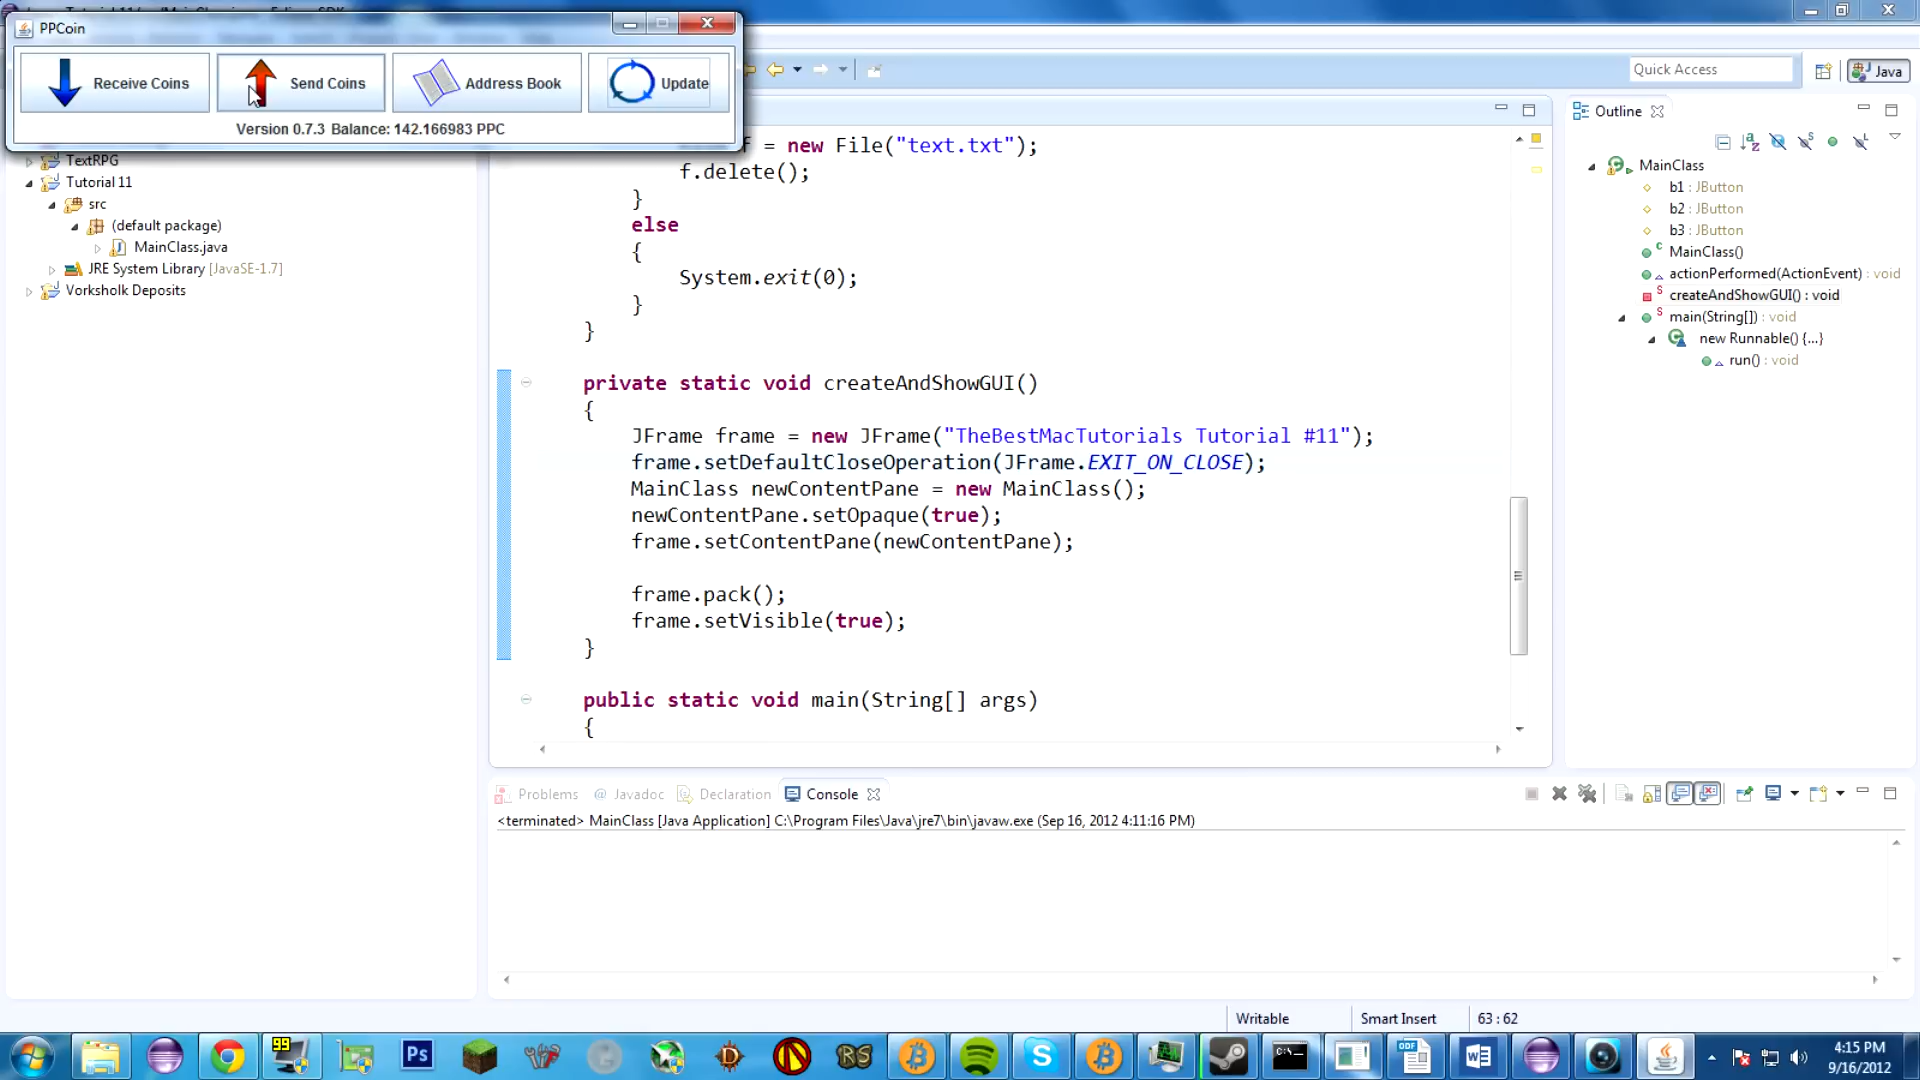 PPCoin
Receive Coins
Send Coins
Address Book
Update
Version 0.7.3 Balance: 142.166983 PPC
Quick Access
Java
TextRPG
Tutorial 11
src
(default package)
MainClass.java
JRE System Library [JavaSE-1.7]
Vorksholk Deposits
f = new File("text.txt");
f.delete();
}
else
{
System.exit(0);
}
}
private static void createAndShowGUI()
{
JFrame frame = new JFrame("TheBestMacTutorials Tutorial #11");
frame.setDefaultCloseOperation(JFrame.EXIT_ON_CLOSE);
MainClass newContentPane = new MainClass();
newContentPane.setOpaque(true);
frame.setContentPane(newContentPane);
frame.pack();
frame.setVisible(true);
}
public static void main(String[] args)
{
Outline
MainClass
b1 : JButton
b2 : JButton
b3 : JButton
MainClass()
actionPerformed(ActionEvent) : void
createAndShowGUI() : void
main(String[]) : void
new Runnable() {...}
run() : void
Problems
@ Javadoc
Declaration
Console
<terminated> MainClass [Java Application] C:\Program Files\Java\jre7\bin\javaw.exe (Sep 16, 2012 4:11:16 PM)
Writable
Smart Insert
63 : 62
99
Ps
RS
ODF
W
4:15 PM
9/16/2012